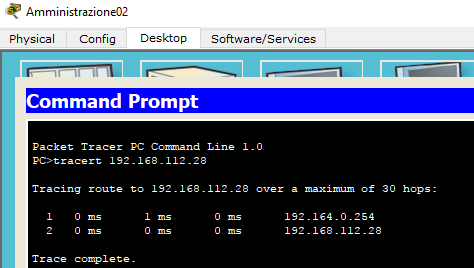 Amministrazione02
Physical Config Desktop Software/Services
Command Prompt
Packet Tracer PC Command Line 1.0
PC>tracert 192.168.112.28
Tracing route to 192.168.112.28 over a maximum of 30 hops:
1 0 ms 1 ms 0 ms 192.164.0.254
2 0 ms 0 ms 0 ms 192.168.112.28
Trace complete.